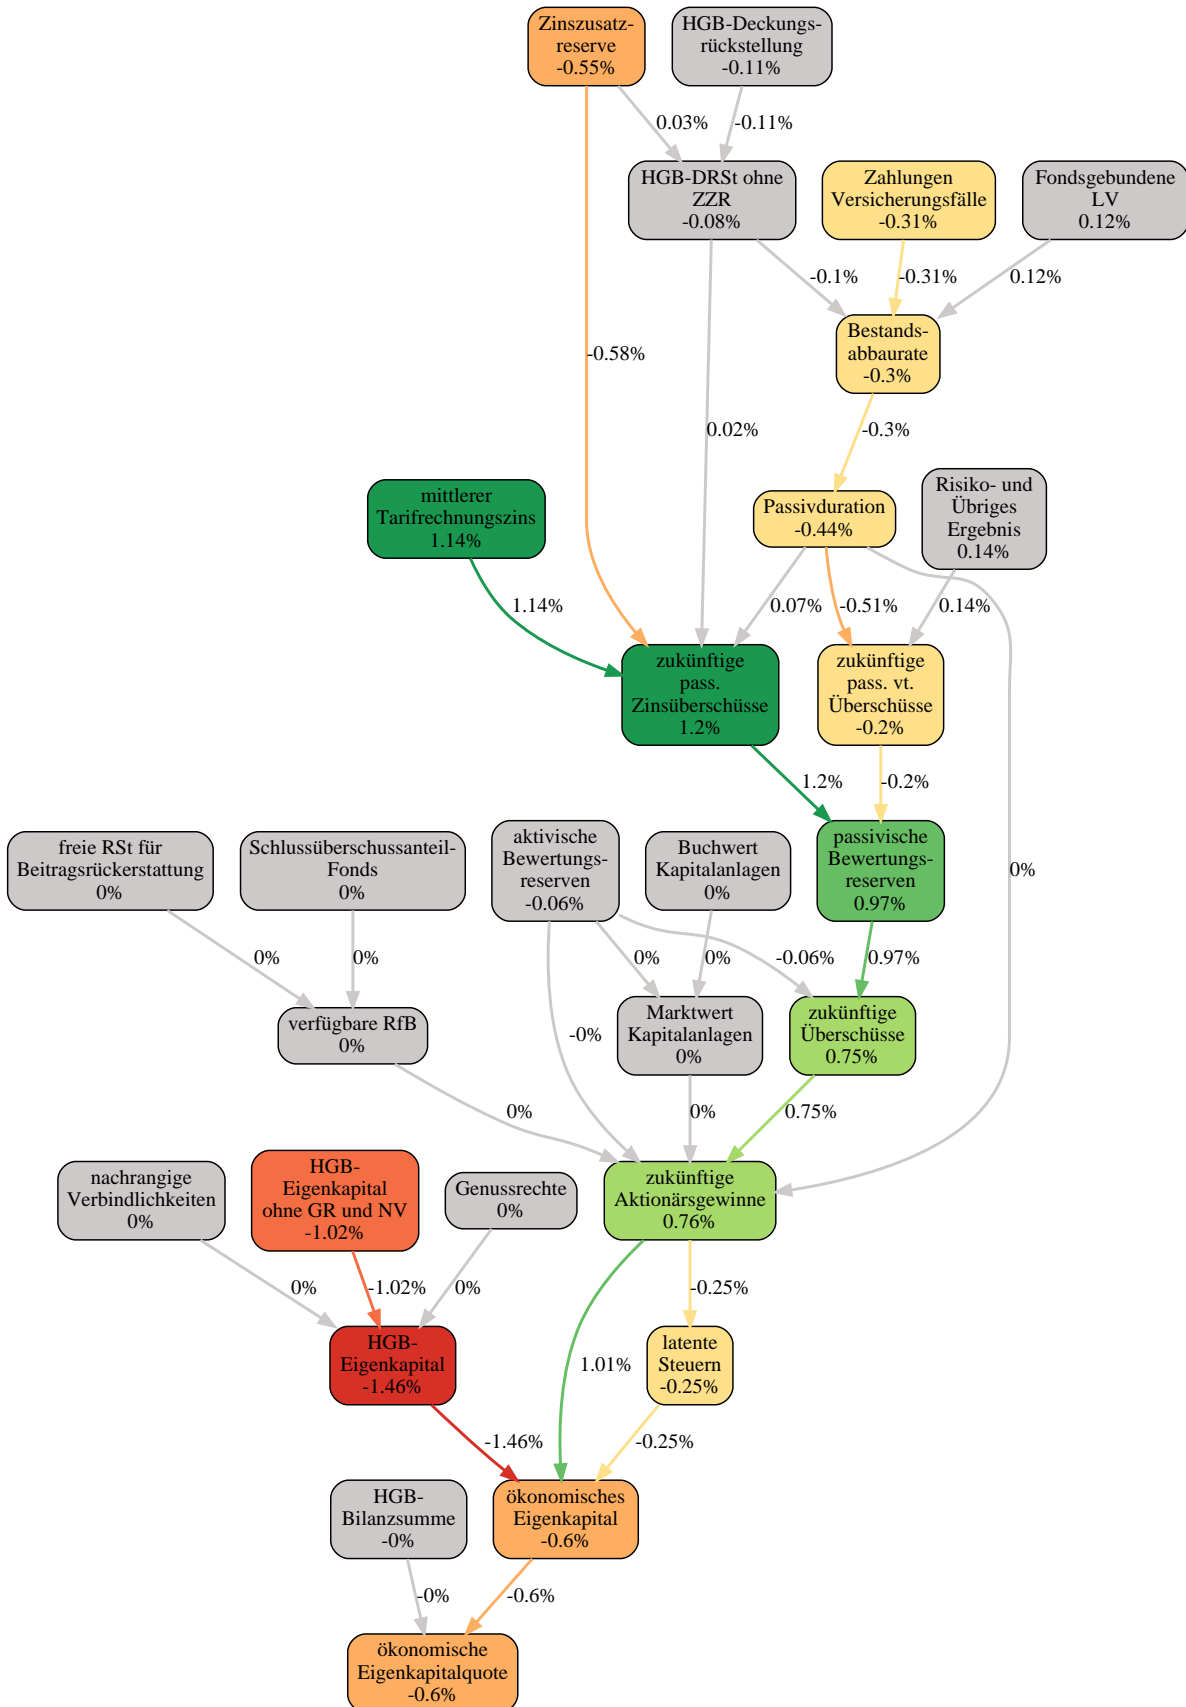 Zinszusatz-
reserve
-0.55%
HGB-Deckungs-
rückstellung
-0.11%
0.03%
-0.11%
HGB-DRSt ohne
ZZR
-0.08%
Zahlungen
Versicherungsfälle
-0.31%
Fondsgebundene
LV
0.12%
-0.1%
-0.31%
0.12%
Bestands-
abbaurate
-0.3%
-0.58%
0.02%
-0.3%
mittlerer
Tarifrechnungszins
1.14%
Passivduration
-0.44%
Risiko- und
Übriges
Ergebnis
0.14%
1.14%
0.07%
-0.51%
0.14%
zukünftige
pass.
Zinsüberschüsse
1.2%
zukünftige
pass. vt.
Überschüsse
-0.2%
1.2%
-0.2%
freie RSt für
Beitragsrückerstattung
0%
Schlussüberschussanteil-
Fonds
0%
aktivische
Bewertungs-
reserven
-0.06%
Buchwert
Kapitalanlagen
0%
passivische
Bewertungs-
reserven
0.97%
0%
0%
0%
0%
0%
-0.06%
0.97%
verfügbare RfB
0%
-0%
Marktwert
Kapitalanlagen
0%
zukünftige
Überschüsse
0.75%
0%
0%
0.75%
nachrangige
Verbindlichkeiten
0%
HGB-
Eigenkapital
ohne GR und NV
-1.02%
Genussrechte
0%
zukünftige
Aktionärsgewinne
0.76%
0%
-1.02%
0%
-0.25%
HGB-
Eigenkapital
-1.46%
1.01%
latente
Steuern
-0.25%
-1.46%
-0.25%
HGB-
Bilanzsumme
-0%
ökonomisches
Eigenkapital
-0.6%
-0%
-0.6%
ökonomische
Eigenkapitalquote
-0.6%